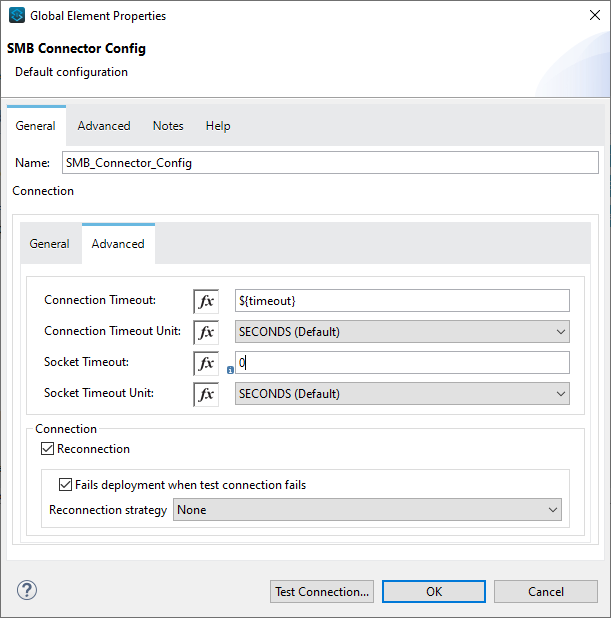 Global Element Properties
SMB Connector Config
Default configuration
General Advanced Notes Help
Name: SMB_Connector_Config
Connection
General Advanced
Connection Timeout: fx ${timeout}
Connection Timeout Unit: fx SECONDS (Default)
Socket Timeout: fx 0
Socket Timeout Unit: fx SECONDS (Default)
Connection
Reconnection
Fails deployment when test connection fails
Reconnection strategy None
? Test Connection... OK Cancel